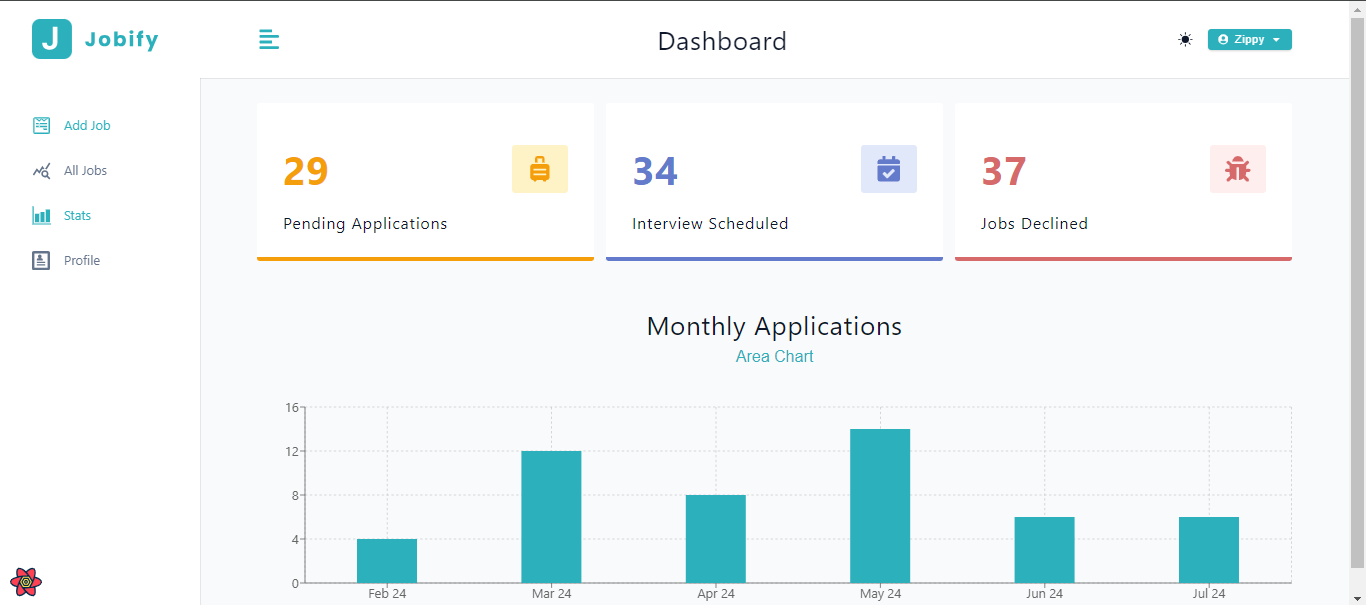 J Jobify
Dashboard
Zippy
Add Job
All Jobs
Stats
Profile
29
Pending Applications
34
Interview Scheduled
37
Jobs Declined
Monthly Applications
Area Chart
16
12
8
4
0
Feb 24 Mar 24 Apr 24 May 24 Jun 24 Jul 24